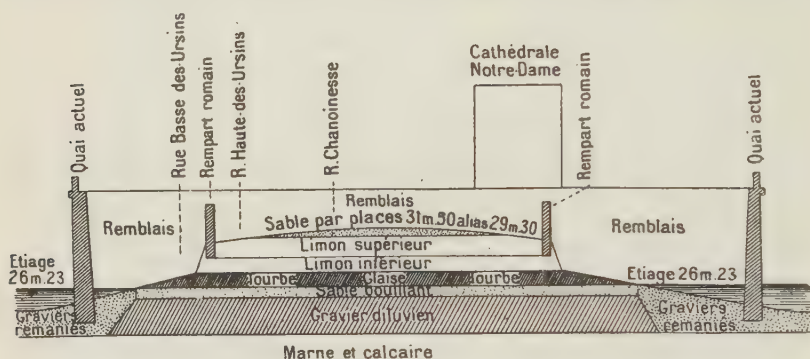 Quai actuel
Rue Basse-des-Ursins
Rempart romain
R. Haute-des-Ursins
R. Chanoinesse
Cathédrale
Notre-Dame
Rempart romain
Quai actuel
Remblais
Remblais
Remblais
Sable par places 31m.50 alias 29m.30
Limon supérieur
Limon inférieur
Etiage
26m.23
Tourbe
Glaise
Tourbe
Etiage 26m.23
Sable bouillant
Graviers
remaniés
Gravier diluvien
Graviers
remaniés
Marne et calcaire